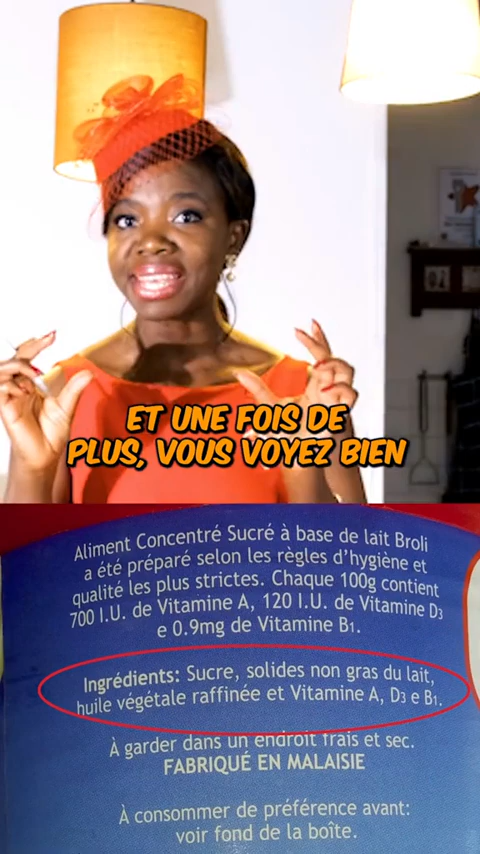 ET UNE FOIS DE
PLUS, VOUS VOYEZ BIEN
Aliment Concentré Sucré à base de lait Broli
a été préparé selon les règles d'hygiène et
qualité les plus strictes. Chaque 100g contient
700 I.U. de Vitamine A, 120 I.U. de Vitamine D3
e 0.9mg de Vitamine B1.
Ingrédients: Sucre, solides non gras du lait,
huile végétale raffinée et Vitamine A, D3 e B1.
À garder dans un endroit frais et sec.
FABRIQUÉ EN MALAISIE
À consommer de préférence avant:
voir fond de la boîte.